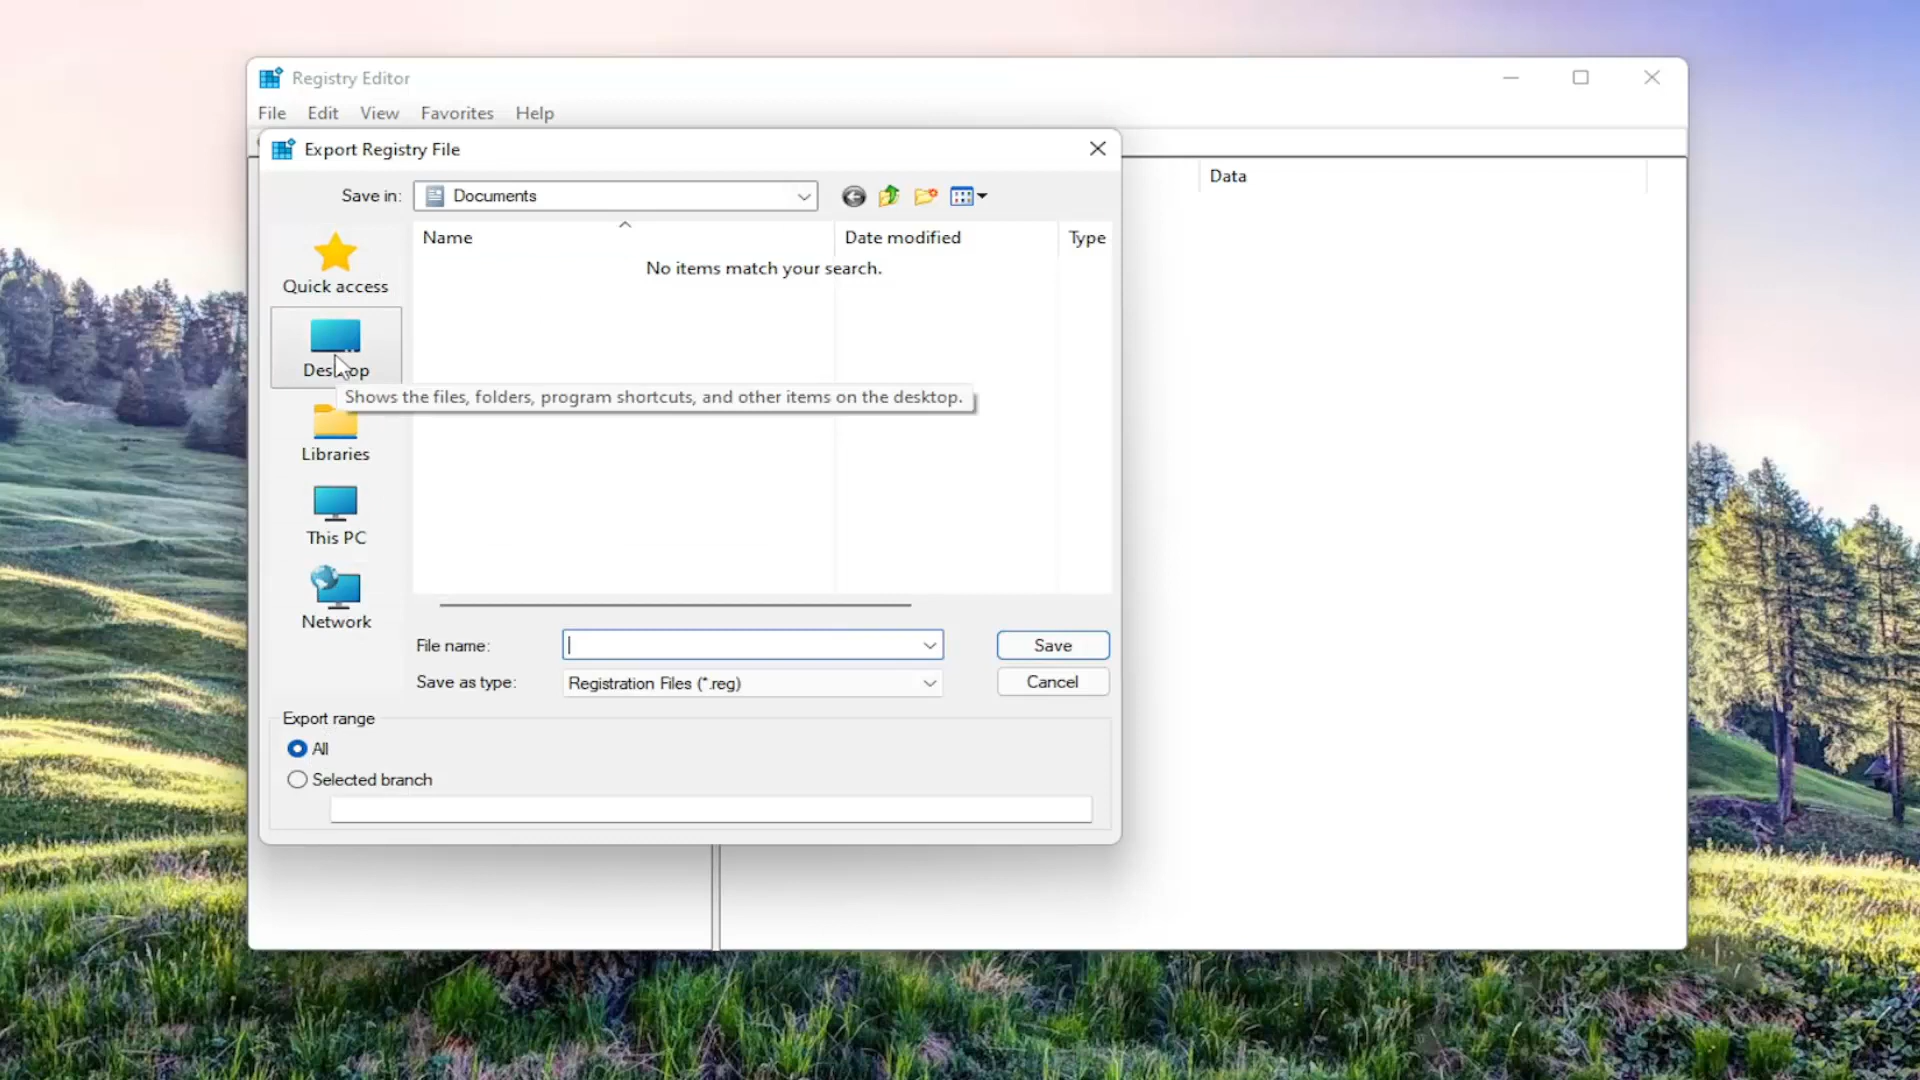 Registry Editor
File Edit View Favorites Help
Export Registry File
Data
Save in: Documents
Name Date modified Type
No items match your search.
Quick access
Desktop
Shows the files, folders, program shortcuts, and other items on the desktop.
Libraries
This PC
Network
File name: Save
Save as type: Registration Files (*.reg) Cancel
Export range
All
Selected branch